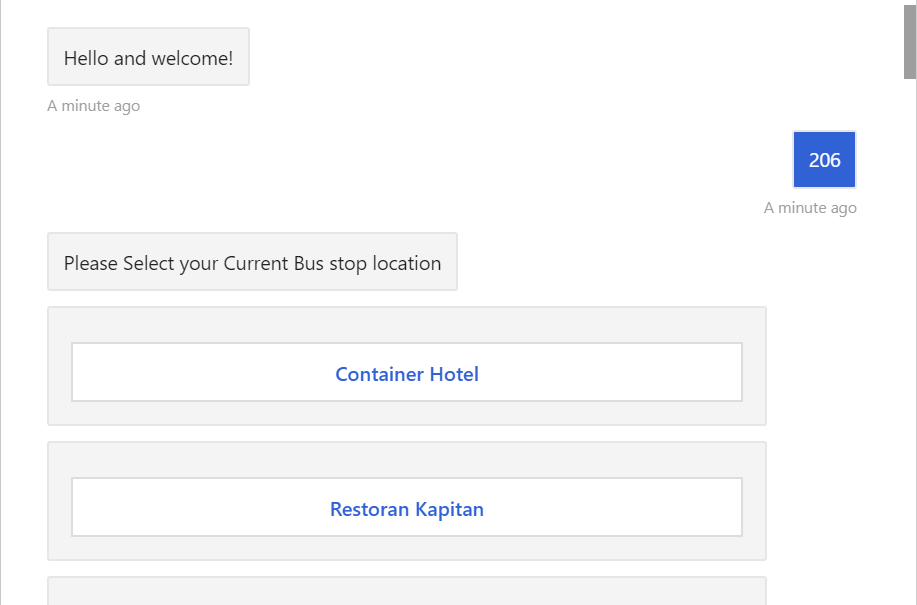 Hello and welcome!
A minute ago
206
A minute ago
Please Select your Current Bus stop location
Container Hotel
Restoran Kapitan